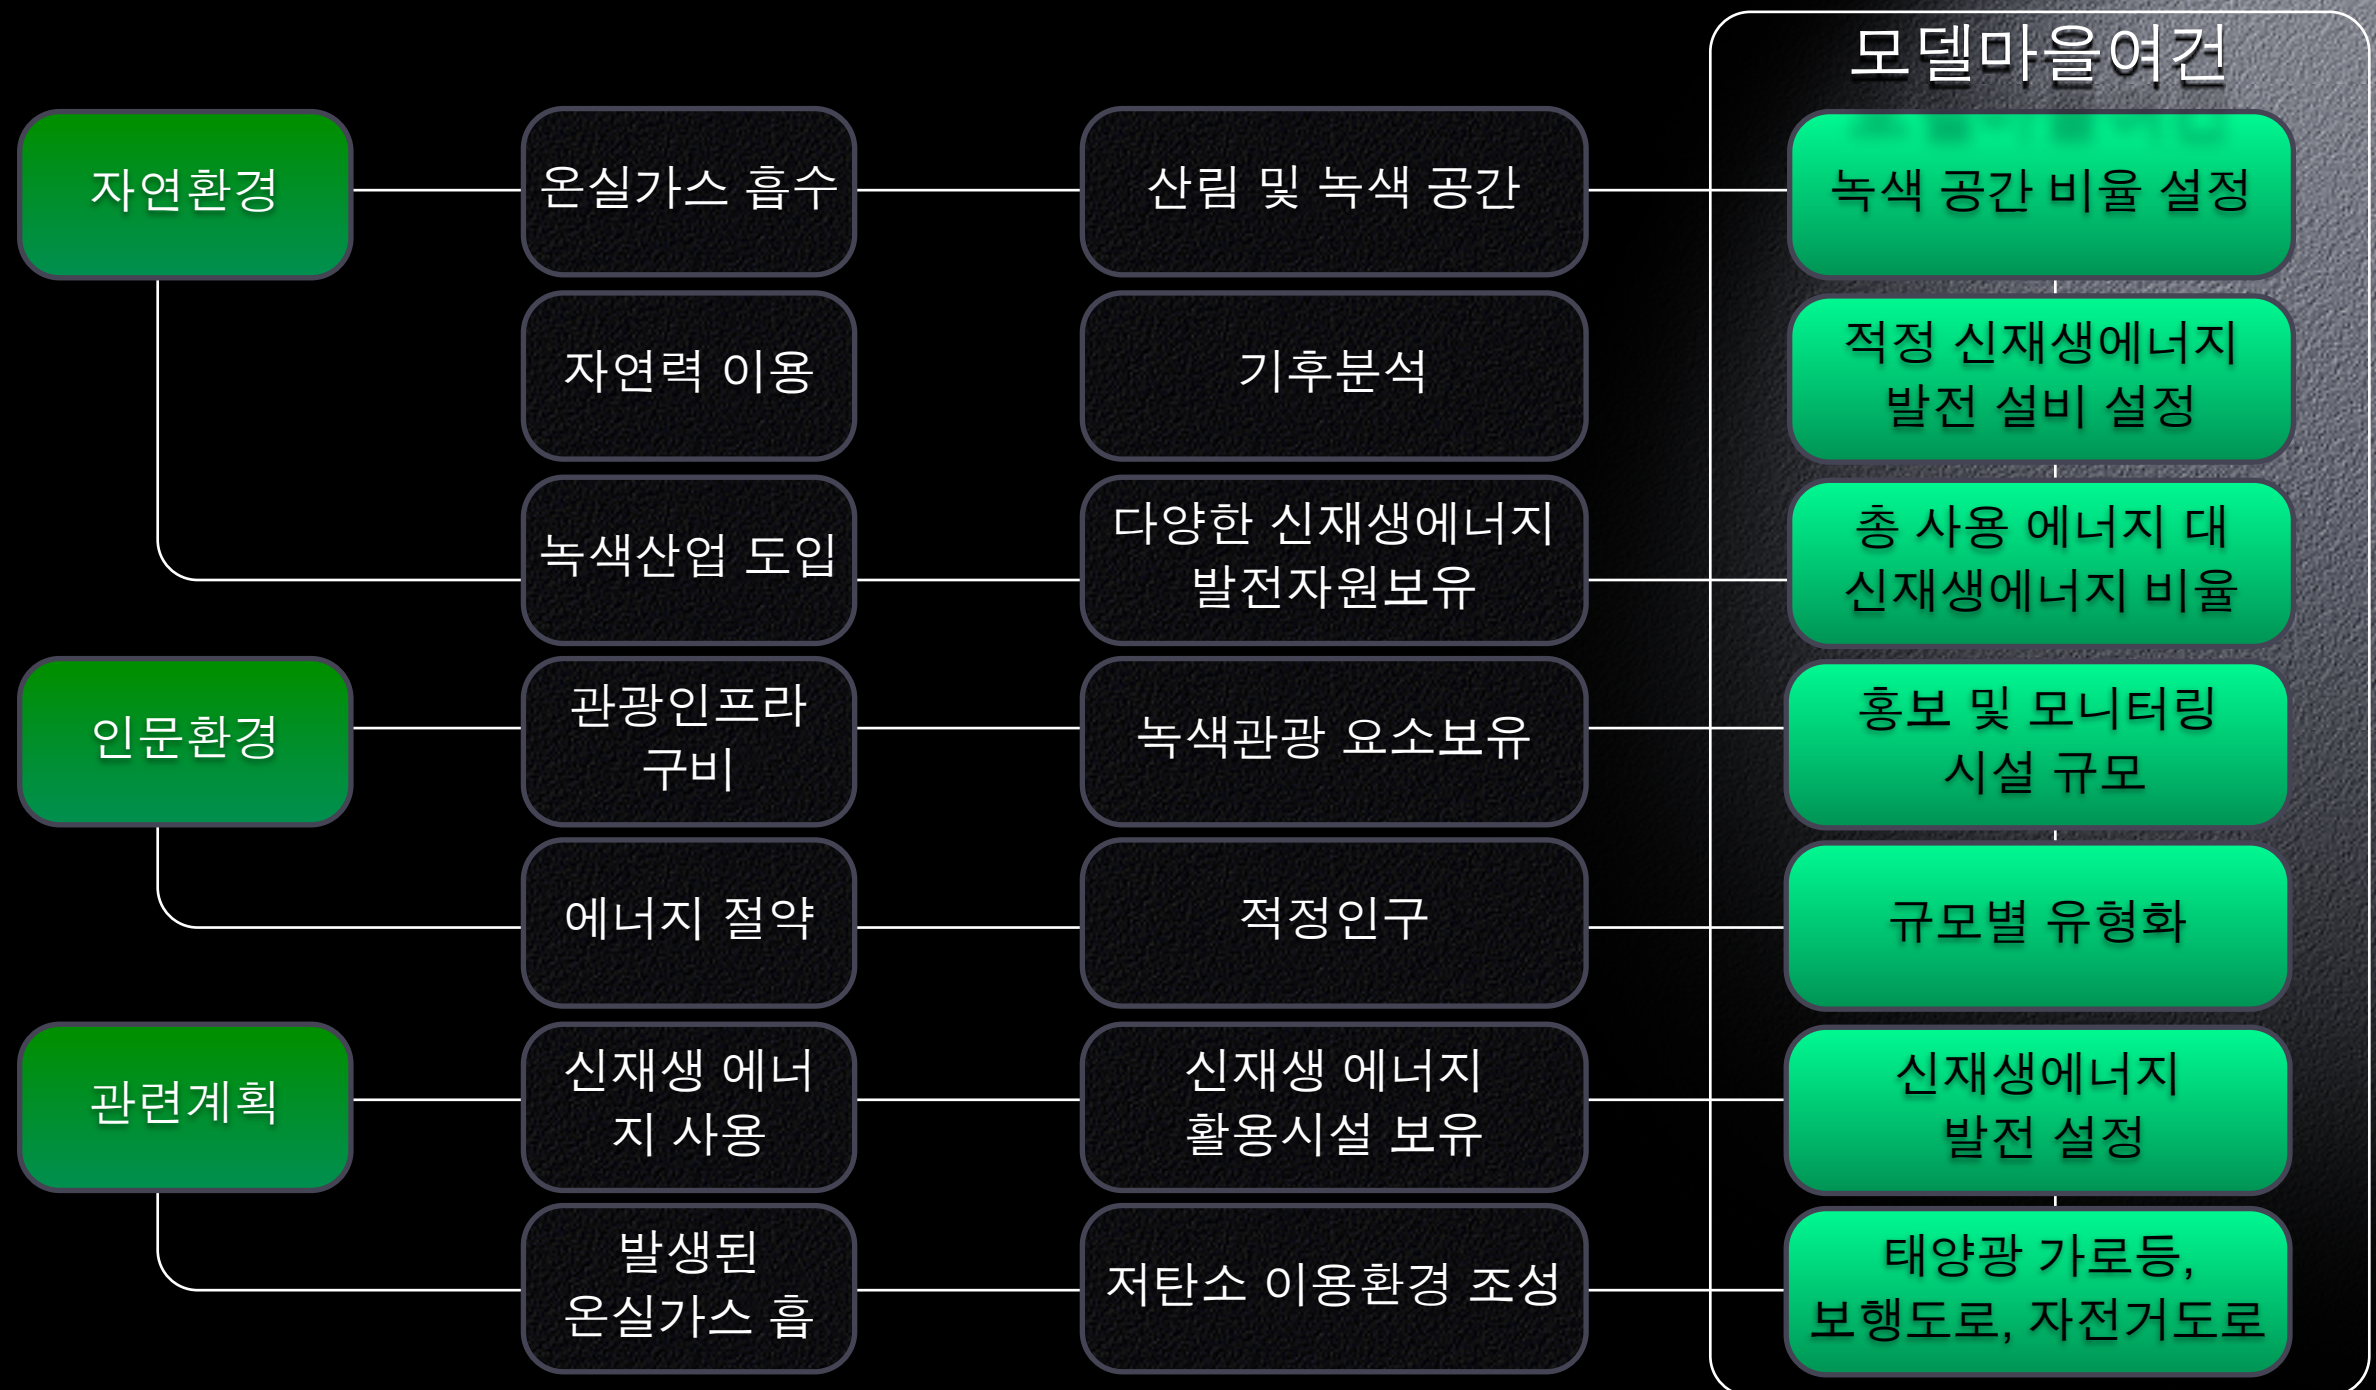 모델마을여건
자연환경
온실가스 흡수
산림 및 녹색 공간
녹색 공간 비율 설정
자연력 이용
기후분석
적정 신재생에너지
발전 설비 설정
녹색산업 도입
다양한 신재생에너지
발전자원보유
총 사용 에너지 대
신재생에너지 비율
인문환경
관광인프라
구비
녹색관광 요소보유
홍보 및 모니터링
시설 규모
에너지 절약
적정인구
규모별 유형화
관련계획
신재생 에너
지 사용
신재생 에너지
활용시설 보유
신재생에너지
발전 설정
발생된
온실가스 흡
저탄소 이용환경 조성
태양광 가로등,
보행도로, 자전거도로